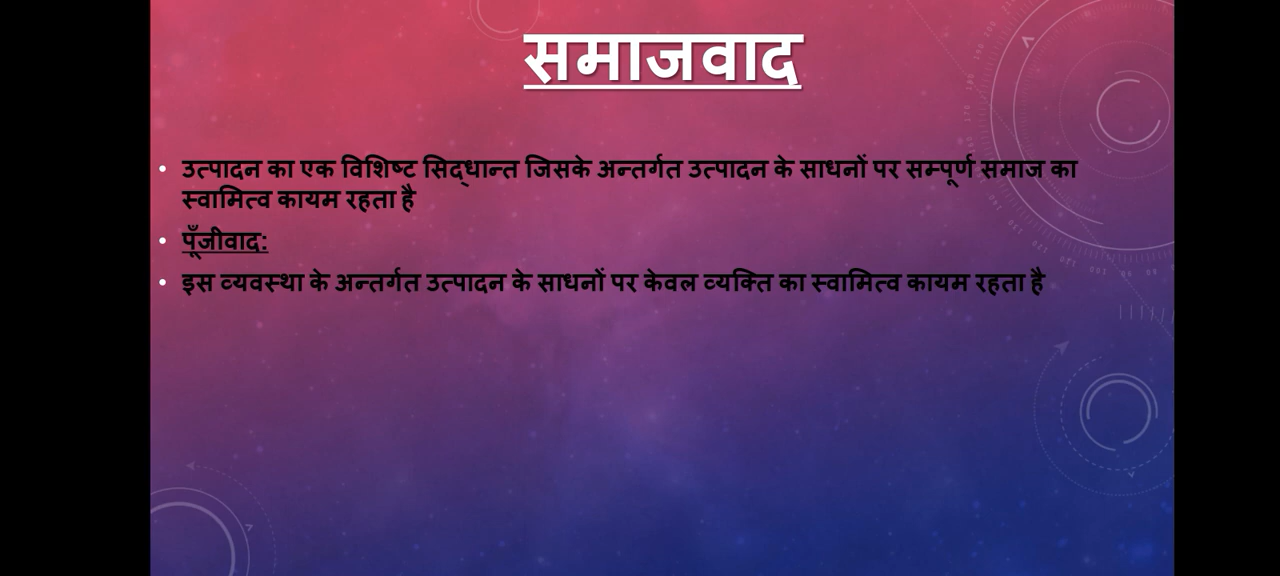 समाजवाद
• उत्पादन का एक विशिष्ट सिद्धान्त जिसके अन्तर्गत उत्पादन के साधनों पर सम्पूर्ण समाज का
स्वामित्व कायम रहता है
• पूँजीवाद:
• इस व्यवस्था के अन्तर्गत उत्पादन के साधनों पर केवल व्यक्ति का स्वामित्व कायम रहता है